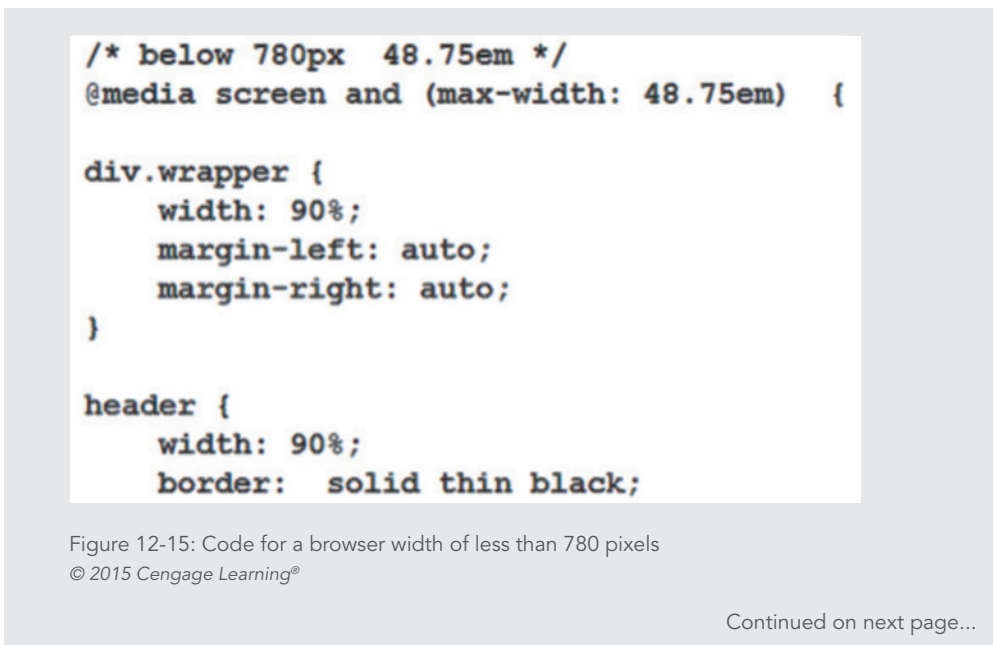 /* below 780px  48.75em */
@media screen and (max-width: 48.75em)  {
div.wrapper {
    width: 90%;
    margin-left: auto;
    margin-right: auto;
}
header {
    width: 90%;
    border:  solid thin black;
Figure 12-15: Code for a browser width of less than 780 pixels
© 2015 Cengage Learning®
Continued on next page...